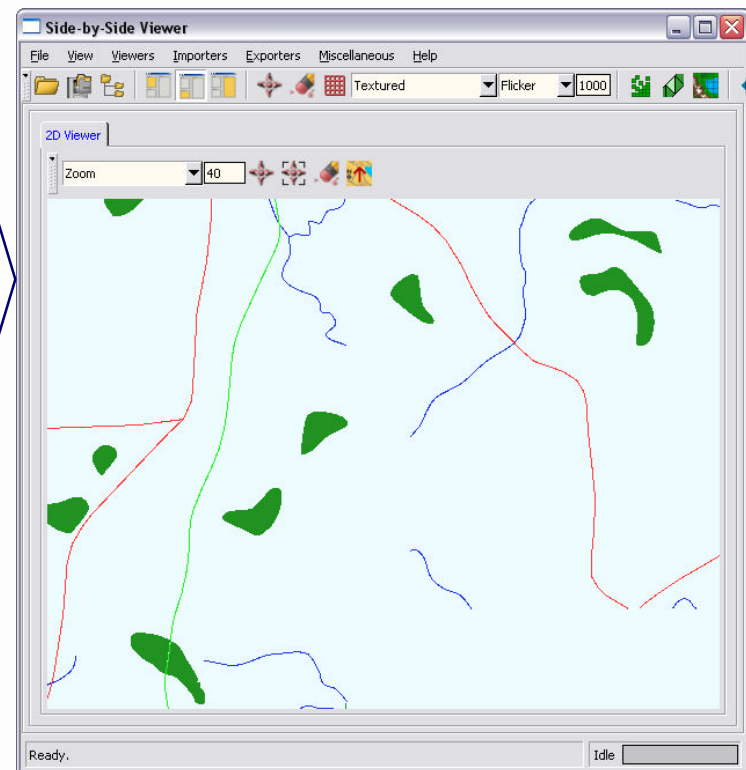 Side-by-Side Viewer
File View Viewers Importers Exporters Miscellaneous Help
Textured Flicker 1000
2D Viewer
Zoom 40
Ready. Idle